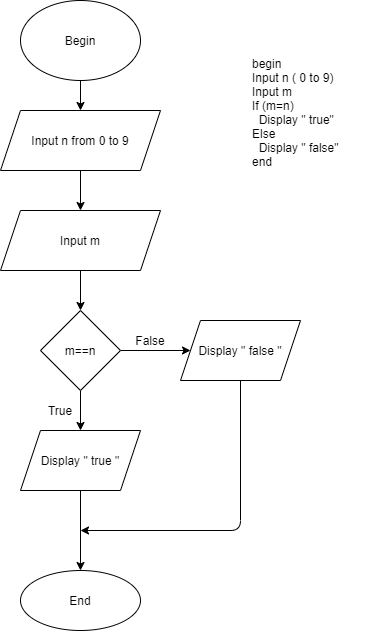 Begin
Input n from 0 to 9
Input m
m==n
False
Display " false "
True
Display " true "
End
begin
Input n ( 0 to 9)
Input m
If (m=n)
Display " true"
Else
Display " false"
end